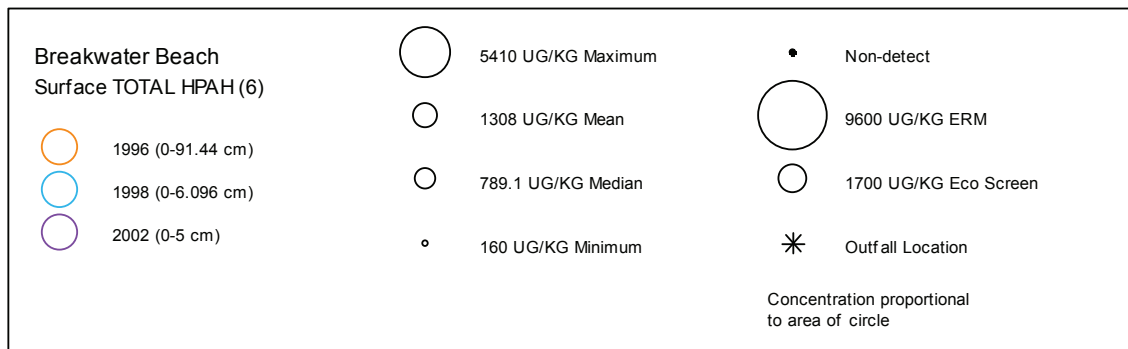 Breakwater Beach
Surface TOTAL HPAH (6)
1996 (0-91.44 cm)
1998 (0-6.096 cm)
2002 (0-5 cm)
5410 UG/KG Maximum
1308 UG/KG Mean
789.1 UG/KG Median
160 UG/KG Minimum
Non-detect
9600 UG/KG ERM
1700 UG/KG Eco Screen
Outfall Location
Concentration proportional
to area of circle